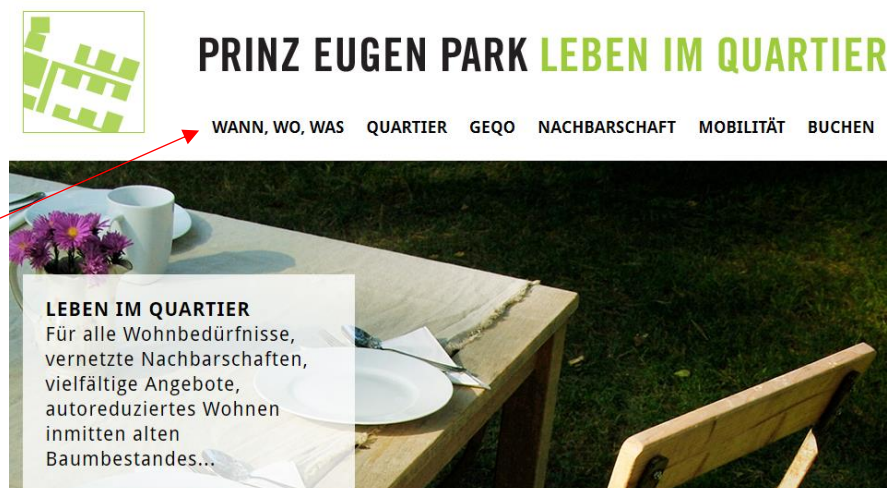 PRINZ EUGEN PARK LEBEN IM QUARTIER
WANN, WO, WAS QUARTIER GEQO NACHBARSCHAFT MOBILITÄT BUCHEN
LEBEN IM QUARTIER
Für alle Wohnbedürfnisse,
vernetzte Nachbarschaften,
vielfältige Angebote,
autoreduziertes Wohnen
inmitten alten
Baumbestandes...